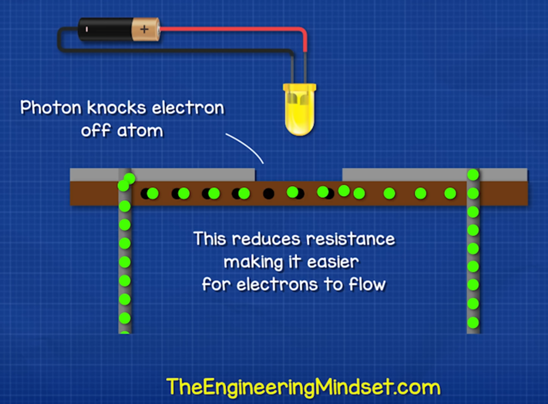 Photon knocks electron
off atom
This reduces resistance
making it easier
for electrons to flow
TheEngineeringMindset.com